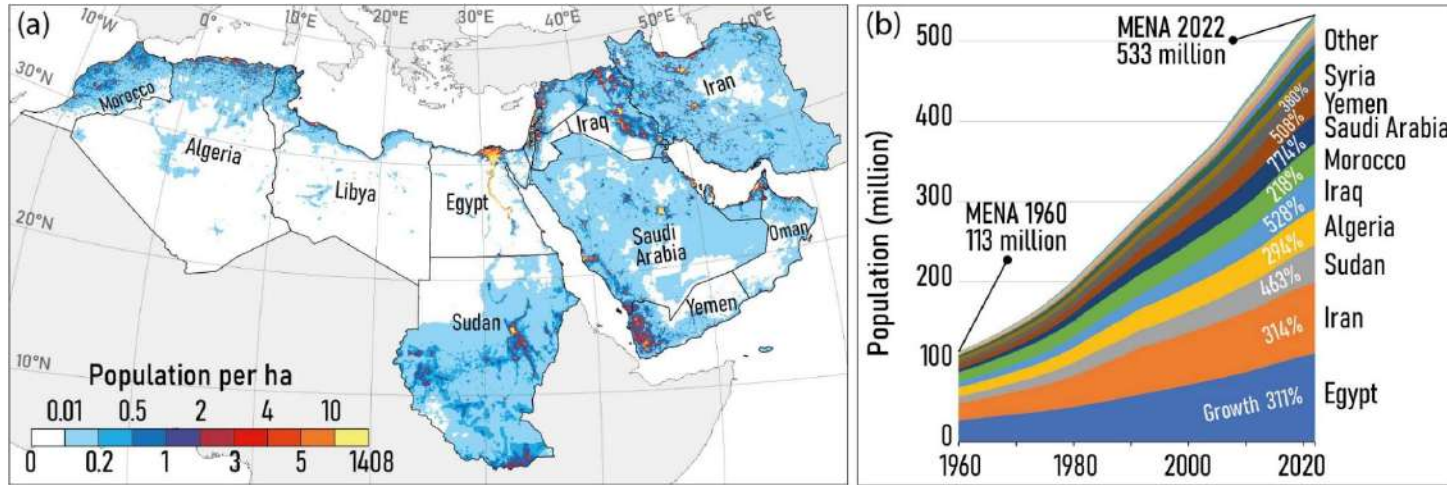 (a)
10°W
0°
10°E
20°E
30°E
40°E
50°E
60°E
30°N
20°N
10°N
Morocco
Algeria
Libya
Egypt
Sudan
Iraq
Iran
Saudi
Arabia
Oman
Yemen
Population per ha
0.01 0.5 2 4 10
0 0.2 1 3 5 1408
(b)
Population (million)
500
400
300
200
100
0
1960 1980 2000 2020
MENA 2022
533 million
MENA 1960
113 million
380%
508%
774%
218%
528%
294%
463%
314%
Growth 311%
Other
Syria
Yemen
Saudi Arabia
Morocco
Iraq
Algeria
Sudan
Iran
Egypt